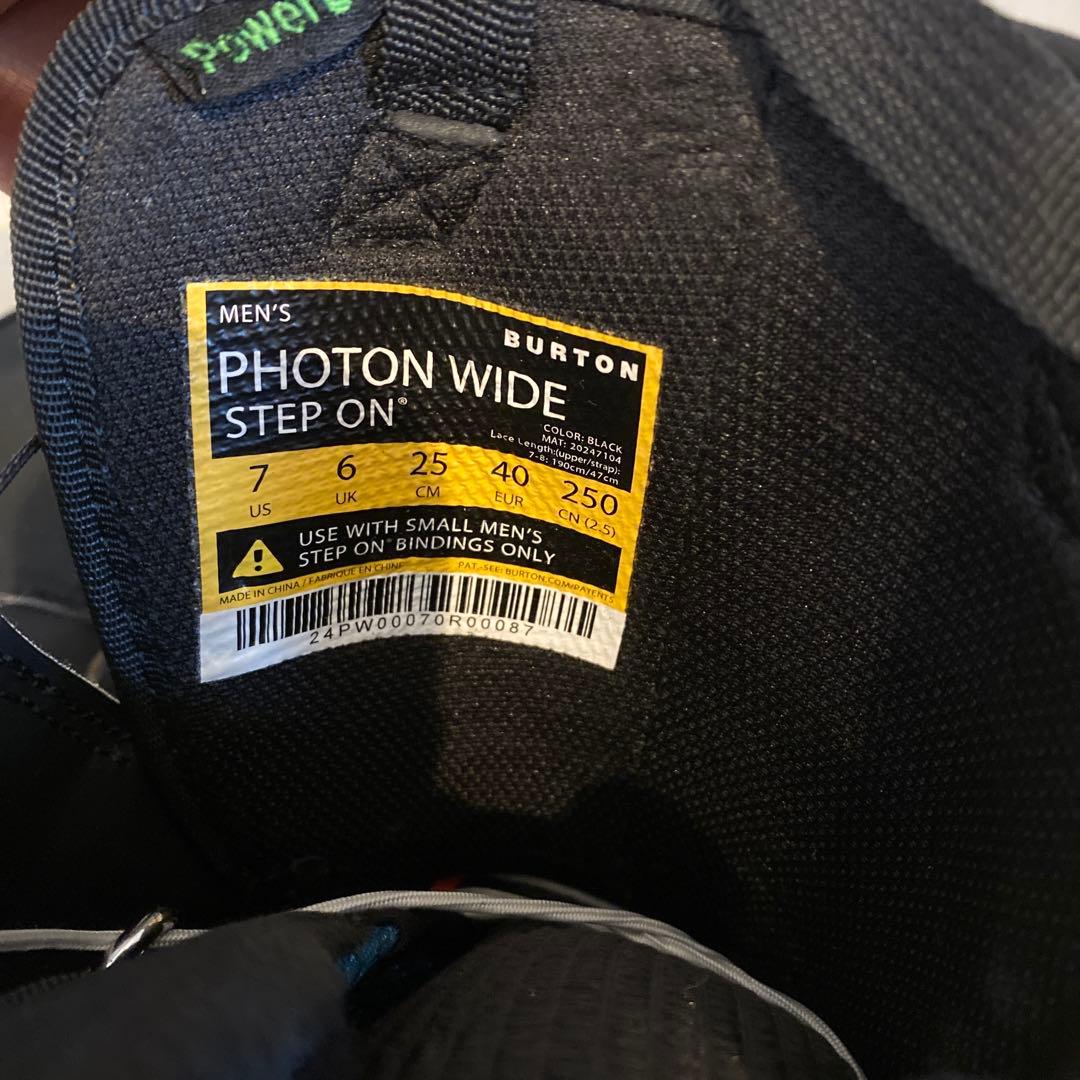 Power
MEN'S
BURTON
PHOTON WIDE
STEP ON®
COLOR: BLACK
MAT: 20247104
Lace Length:(upper/strap):
7-8: 190cm/47cm
7 6 25 40 250
US UK CM EUR CN (2-5)
USE WITH SMALL MEN'S
STEP ON® BINDINGS ONLY
MADE IN CHINA / FABRIQUÉ EN CHINE PAT.-SEE: BURTON.COM/PATENTS
24PW00070R00087